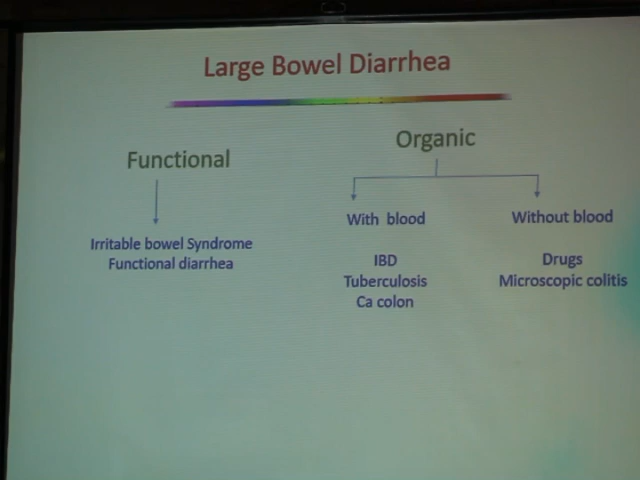 Large Bowel Diarrhea
Functional
Organic
Irritable bowel Syndrome
Functional diarrhea
With blood
Without blood
IBD
Tuberculosis
Ca colon
Drugs
Microscopic colitis